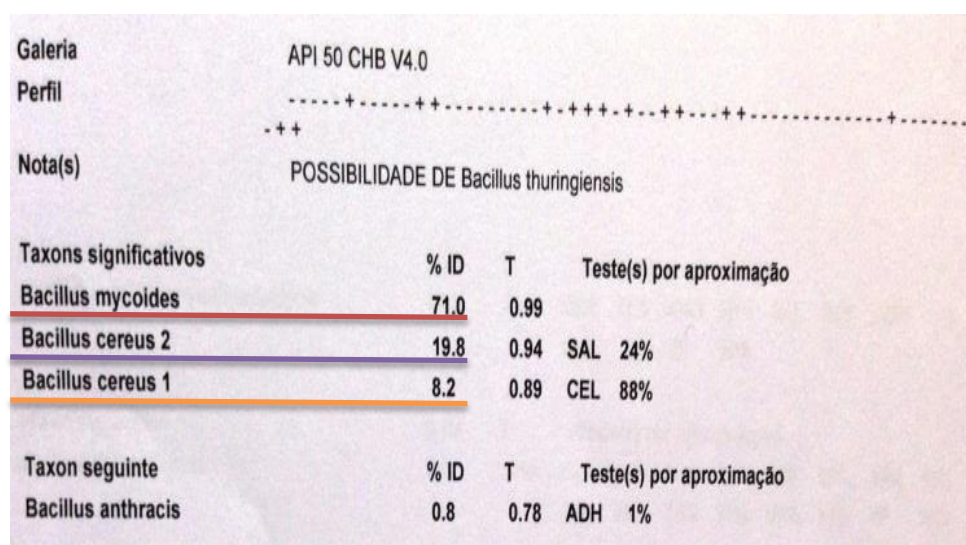 Galeria API 50 CHB V4.0
Perfil -----+-----++----------+-+++-+--++---++-------------+-------
-++
Nota(s) POSSIBILIDADE DE Bacillus thuringiensis
Taxons significativos % ID T Teste(s) por aproximação
Bacillus mycoides 71.0 0.99
Bacillus cereus 2 19.8 0.94 SAL 24%
Bacillus cereus 1 8.2 0.89 CEL 88%
Taxon seguinte % ID T Teste(s) por aproximação
Bacillus anthracis 0.8 0.78 ADH 1%